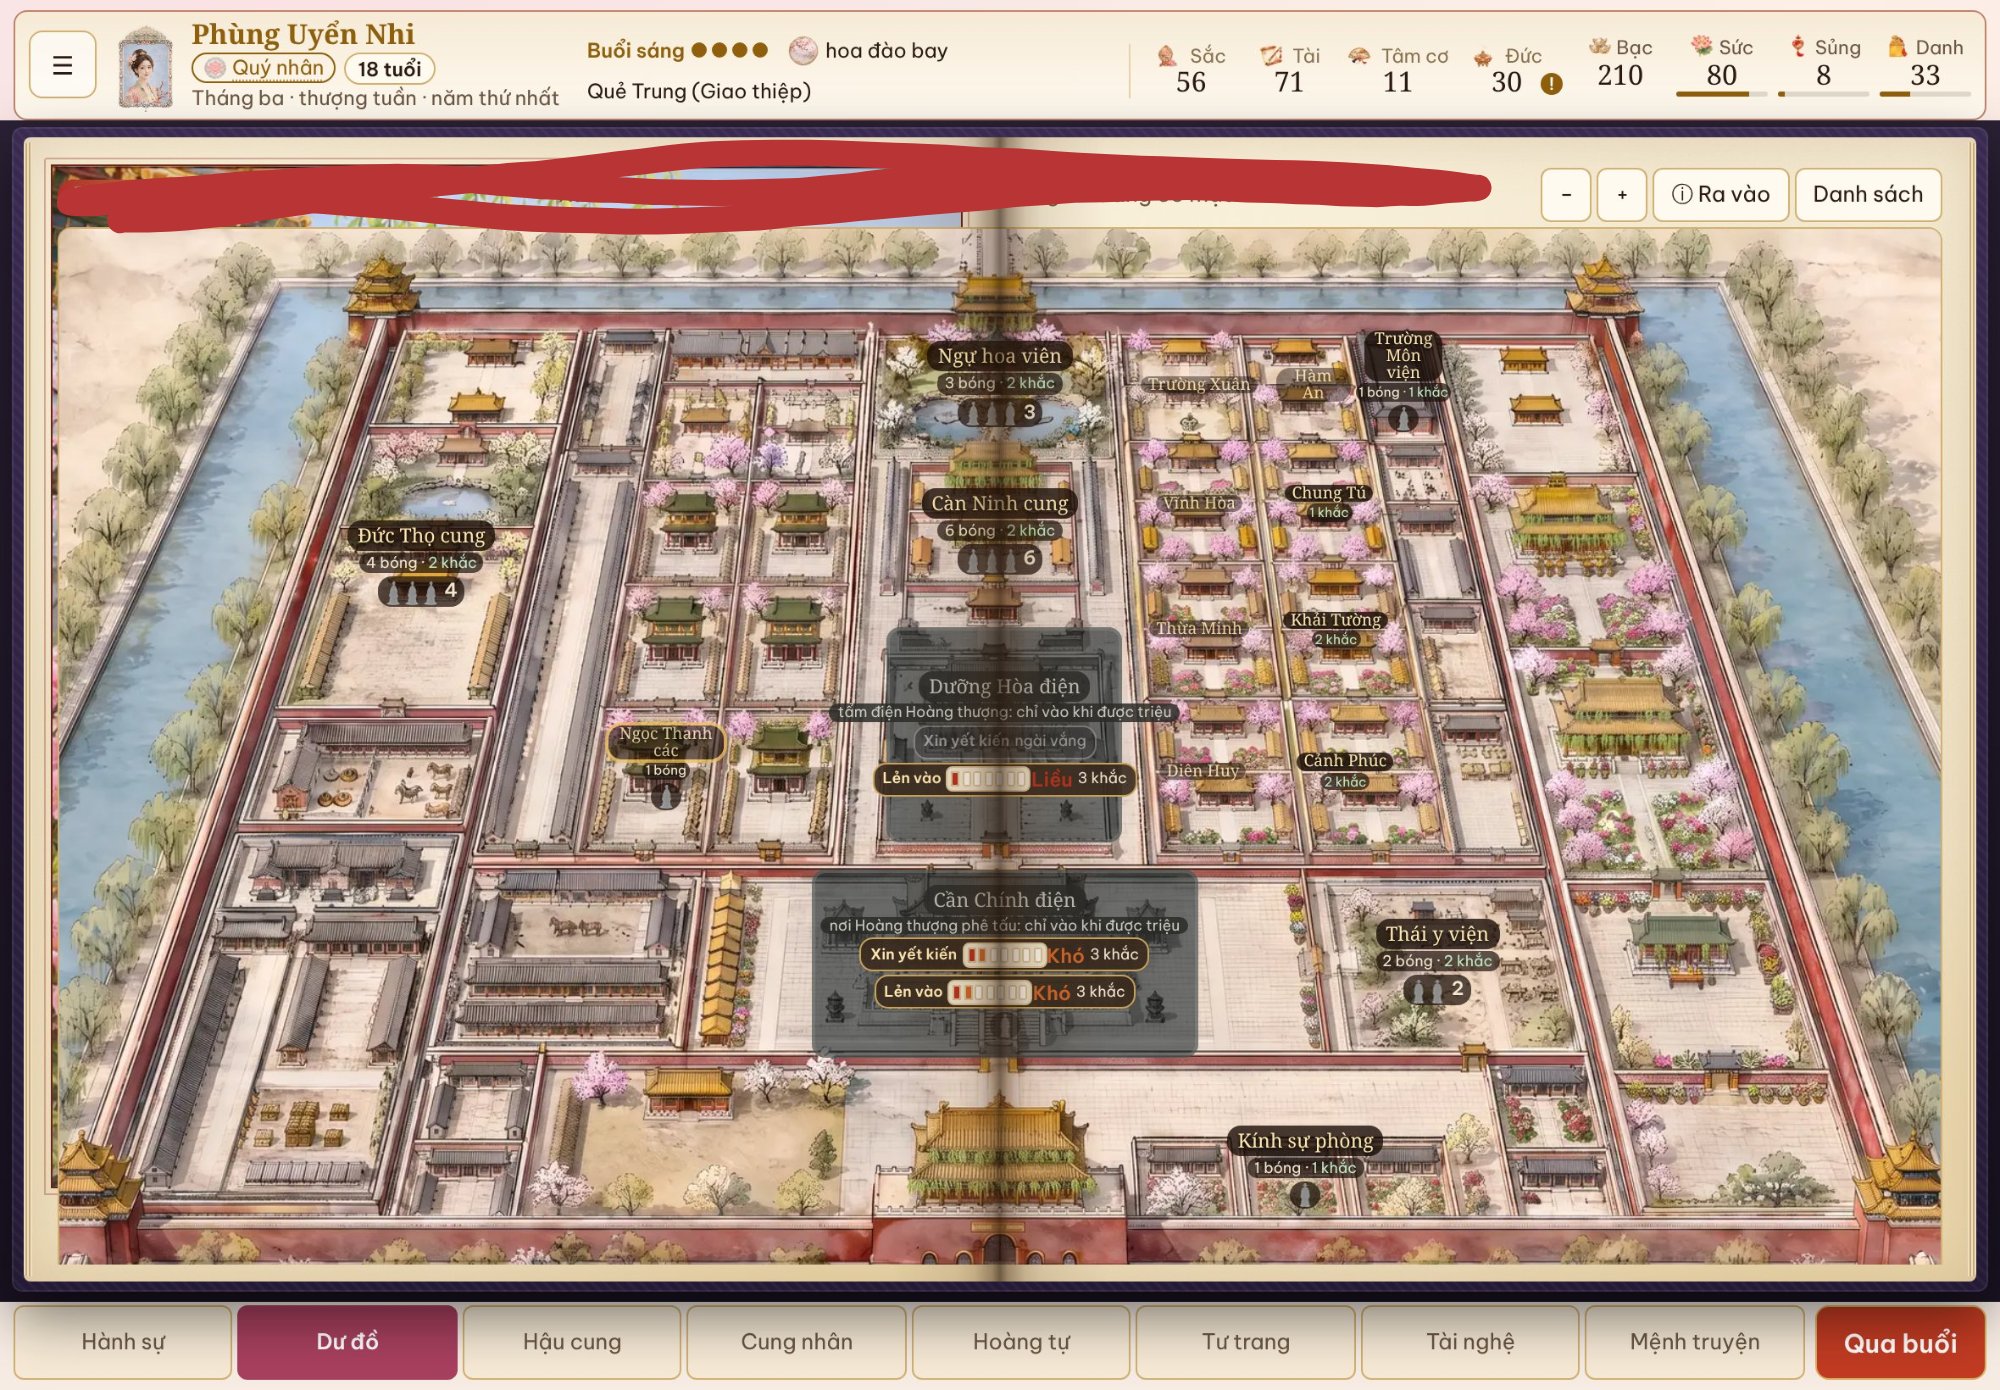 Phùng Uyển Nhi
Quý nhân 18 tuổi
Tháng ba · thượng tuần · năm thứ nhất
Buổi sáng hoa đào bay
Quẻ Trung (Giao thiệp)
Sắc 56
Tài 71
Tâm cơ 11
Đức 30 !
Bạc 210
Sức 80
Sủng 8
Danh 33
- + ⓘ Ra vào Danh sách
Ngự hoa viên
3 bóng · 2 khắc
3
Trường Xuân
Hàm An
Trường Môn viện
1 bóng · 1 khắc
Càn Ninh cung
6 bóng · 2 khắc
6
Vĩnh Hòa
Chung Tú
1 khắc
Đức Thọ cung
4 bóng · 2 khắc
4
Thừa Minh
Khải Tường
2 khắc
Dưỡng Hòa điện
tẩm điện Hoàng thượng: chỉ vào khi được triệu
Xin yết kiến ngài vắng
Lẻn vào Liều 3 khắc
Ngọc Thanh các
1 bóng
Diên Huy
Cảnh Phúc
2 khắc
Cần Chính điện
nơi Hoàng thượng phê tấu: chỉ vào khi được triệu
Xin yết kiến Khó 3 khắc
Lẻn vào Khó 3 khắc
Thái y viện
2 bóng · 2 khắc
2
Kính sự phòng
1 bóng · 1 khắc
Hành sự Dư đồ Hậu cung Cung nhân Hoàng tự Tư trang Tài nghệ Mệnh truyện Qua buổi